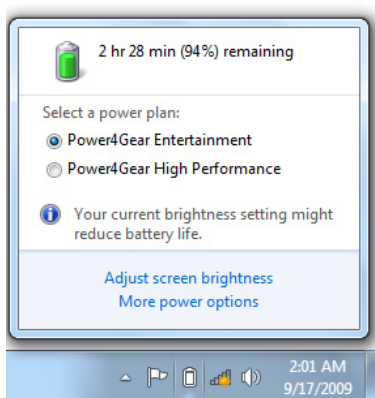 2 hr 28 min (94%) remaining
Select a power plan:
Power4Gear Entertainment
Power4Gear High Performance
Your current brightness setting might
reduce battery life.
Adjust screen brightness
More power options
2:01 AM
9/17/2009